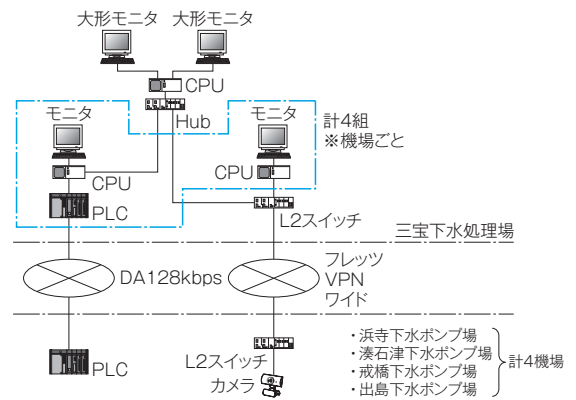 大形モニタ 大形モニタ
CPU
Hub
モニタ
モニタ
計4組
※機場ごと
CPU
CPU
PLC
L2スイッチ
三宝下水処理場
DA128kbps
フレッツ
VPN
ワイド
PLC
L2スイッチ
カメラ
・浜寺下水ポンプ場
・湊石津下水ポンプ場
・戎橋下水ポンプ場
・出島下水ポンプ場
計4機場